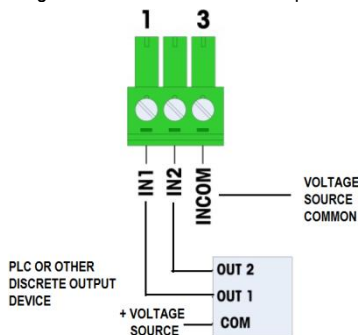 1 3
IN1
IN2
INCOM
VOLTAGE
SOURCE
COMMON
PLC OR OTHER
DISCRETE OUTPUT
DEVICE
OUT 2
OUT 1
+ VOLTAGE
SOURCE
COM